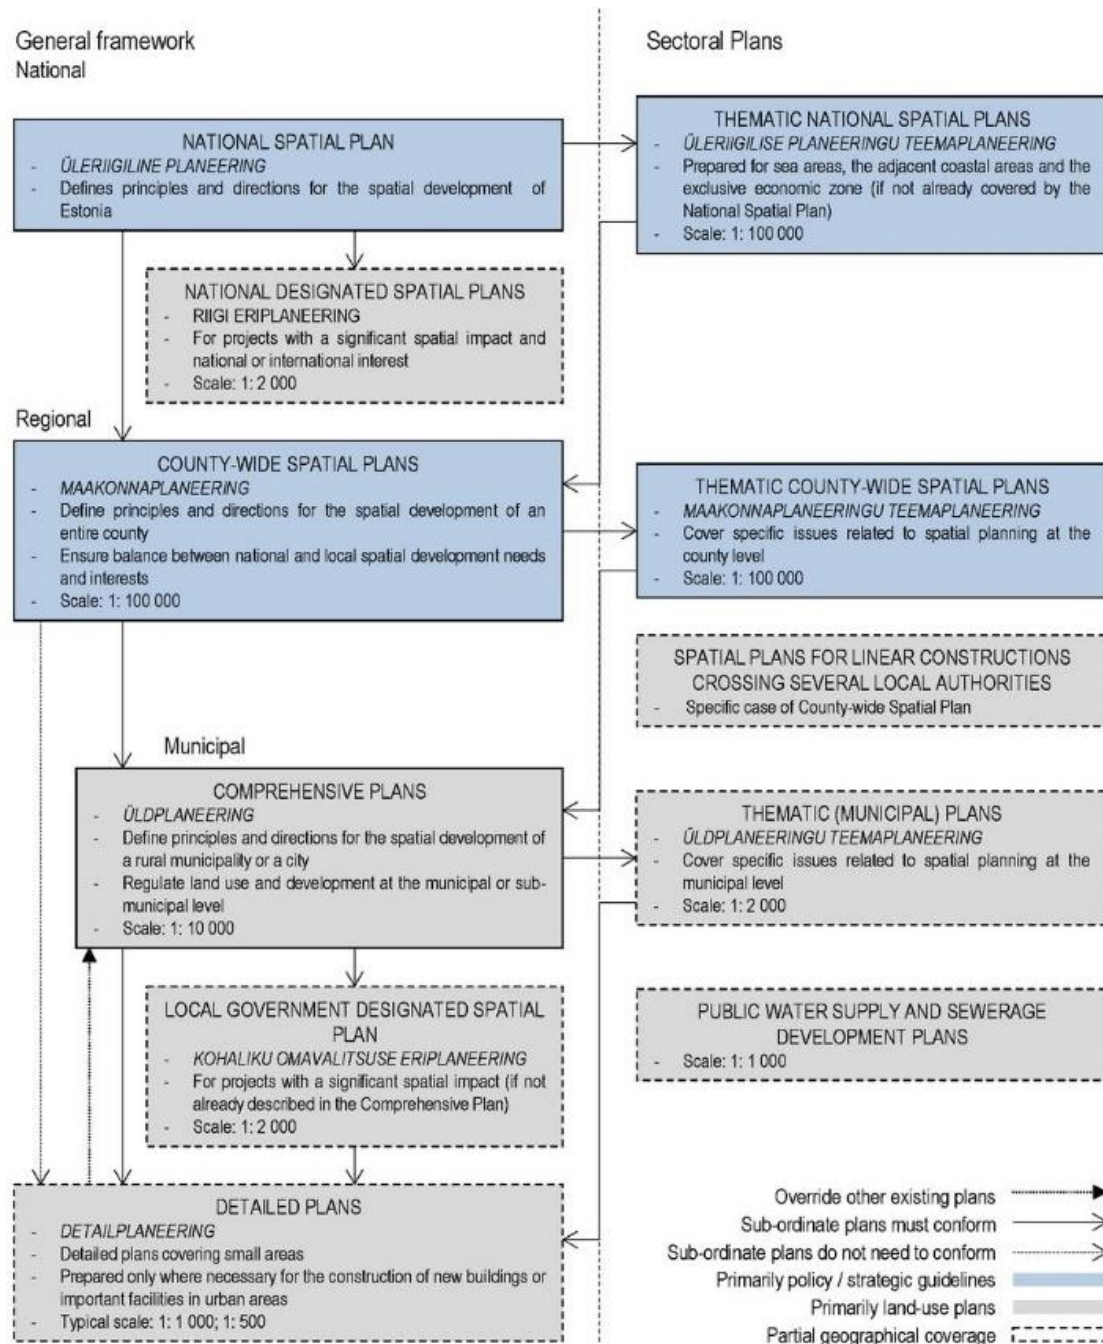 General framework
National
Sectoral Plans
NATIONAL SPATIAL PLAN
- ÜLERIIGILINE PLANEERING
- Defines principles and directions for the spatial development of
Estonia
THEMATIC NATIONAL SPATIAL PLANS
- ÜLERIIGILISE PLANEERINGU TEEMAPLANEERING
- Prepared for sea areas, the adjacent coastal areas and the
exclusive economic zone (if not already covered by the
National Spatial Plan)
- Scale: 1: 100 000
NATIONAL DESIGNATED SPATIAL PLANS
- RIIGI ERIPLANEERING
- For projects with a significant spatial impact and
national or international interest
- Scale: 1: 2 000
Regional
COUNTY-WIDE SPATIAL PLANS
- MAAKONNAPLANEERING
- Define principles and directions for the spatial development of an
entire county
- Ensure balance between national and local spatial development needs
and interests
- Scale: 1: 100 000
THEMATIC COUNTY-WIDE SPATIAL PLANS
- MAAKONNAPLANEERINGU TEEMAPLANEERING
- Cover specific issues related to spatial planning at the
county level
- Scale: 1: 100 000
SPATIAL PLANS FOR LINEAR CONSTRUCTIONS
CROSSING SEVERAL LOCAL AUTHORITIES
- Specific case of County-wide Spatial Plan
Municipal
COMPREHENSIVE PLANS
- ÜLDPLANEERING
- Define principles and directions for the spatial development of
a rural municipality or a city
- Regulate land use and development at the municipal or sub-
municipal level
- Scale: 1: 10 000
THEMATIC (MUNICIPAL) PLANS
- ÜLDPLANEERINGU TEEMAPLANEERING
- Cover specific issues related to spatial planning at the
municipal level
- Scale: 1: 2 000
LOCAL GOVERNMENT DESIGNATED SPATIAL
PLAN
- KOHALIKU OMAVALITSUSE ERIPLANEERING
- For projects with a significant spatial impact (if not
already described in the Comprehensive Plan)
- Scale: 1: 2 000
PUBLIC WATER SUPPLY AND SEWERAGE
DEVELOPMENT PLANS
- Scale: 1: 1 000
DETAILED PLANS
- DETAILPLANEERING
- Detailed plans covering small areas
- Prepared only where necessary for the construction of new buildings or
important facilities in urban areas
- Typical scale: 1: 1 000; 1: 500
Override other existing plans
Sub-ordinate plans must conform
Sub-ordinate plans do not need to conform
Primarily policy / strategic guidelines
Primarily land-use plans
Partial geographical coverage